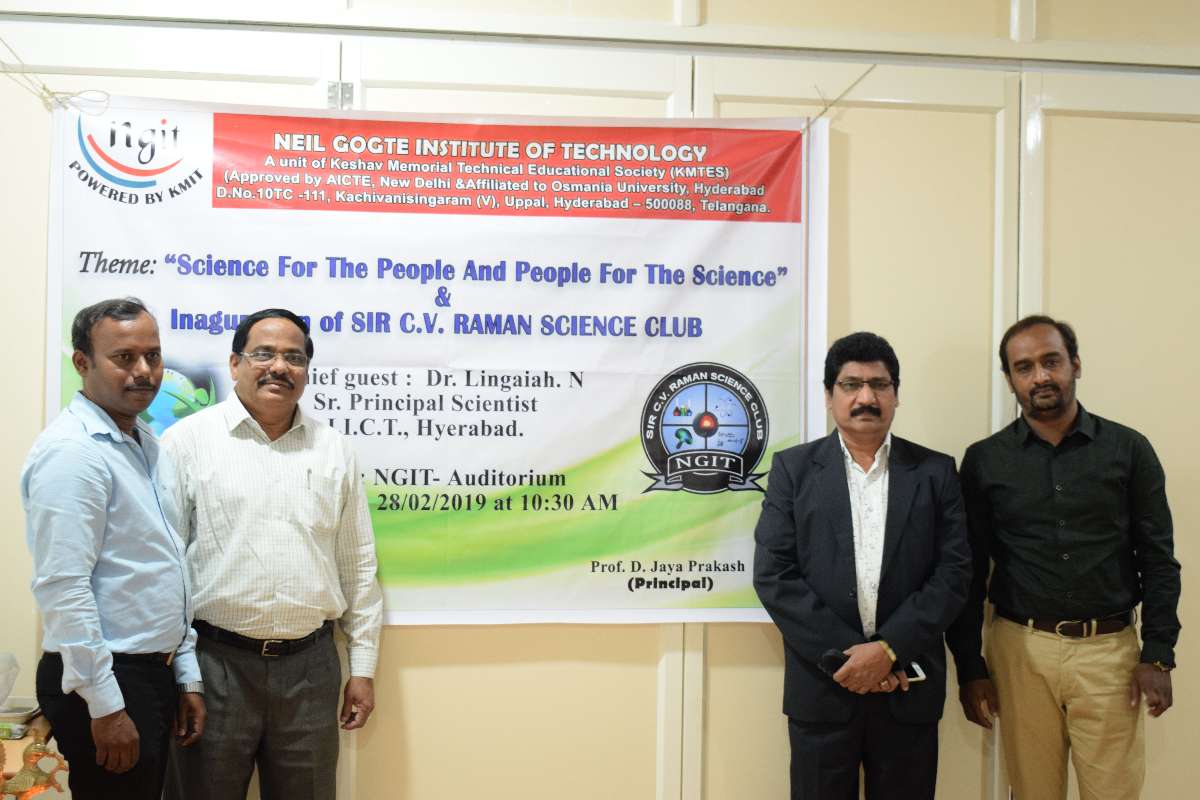 ngit
POWERED BY KMIT
NEIL GOGTE INSTITUTE OF TECHNOLOGY
A unit of Keshav Memorial Technical Educational Society (KMTES)
(Approved by AICTE, New Delhi &Affiliated to Osmania University, Hyderabad
D.No.10TC -111, Kachivanisingaram (V), Uppal, Hyderabad – 500088, Telangana.
Theme: “Science For The People And People For The Science”
&
of SIR C.V. RAMAN SCIENCE CLUB
guest : Dr. Lingaiah. N
Sr. Principal Scientist
I.I.C.T., Hyerabad.
: NGIT- Auditorium
28/02/2019 at 10:30 AM
SIR C.V. RAMAN SCIENCE CLUB
NGIT
Prof. D. Jaya Prakash
(Principal)